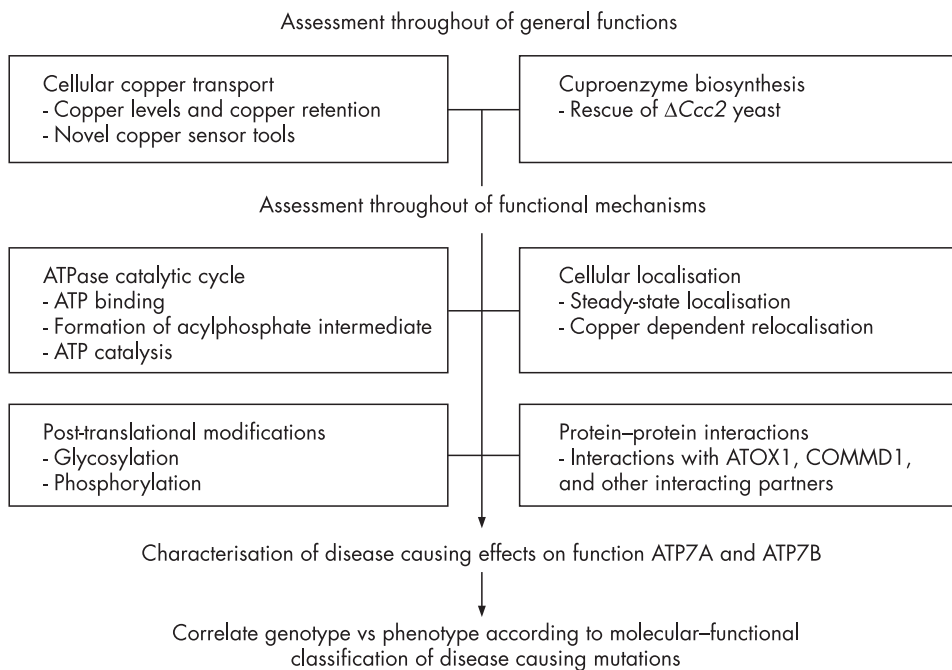 Assessment throughout of general functions
Cellular copper transport
- Copper levels and copper retention
- Novel copper sensor tools
Cuproenzyme biosynthesis
- Rescue of ΔCcc2 yeast
Assessment throughout of functional mechanisms
ATPase catalytic cycle
- ATP binding
- Formation of acylphosphate intermediate
- ATP catalysis
Cellular localisation
- Steady-state localisation
- Copper dependent relocalisation
Post-translational modifications
- Glycosylation
- Phosphorylation
Protein–protein interactions
- Interactions with ATOX1, COMMD1,
and other interacting partners
Characterisation of disease causing effects on function ATP7A and ATP7B
Correlate genotype vs phenotype according to molecular–functional
classification of disease causing mutations